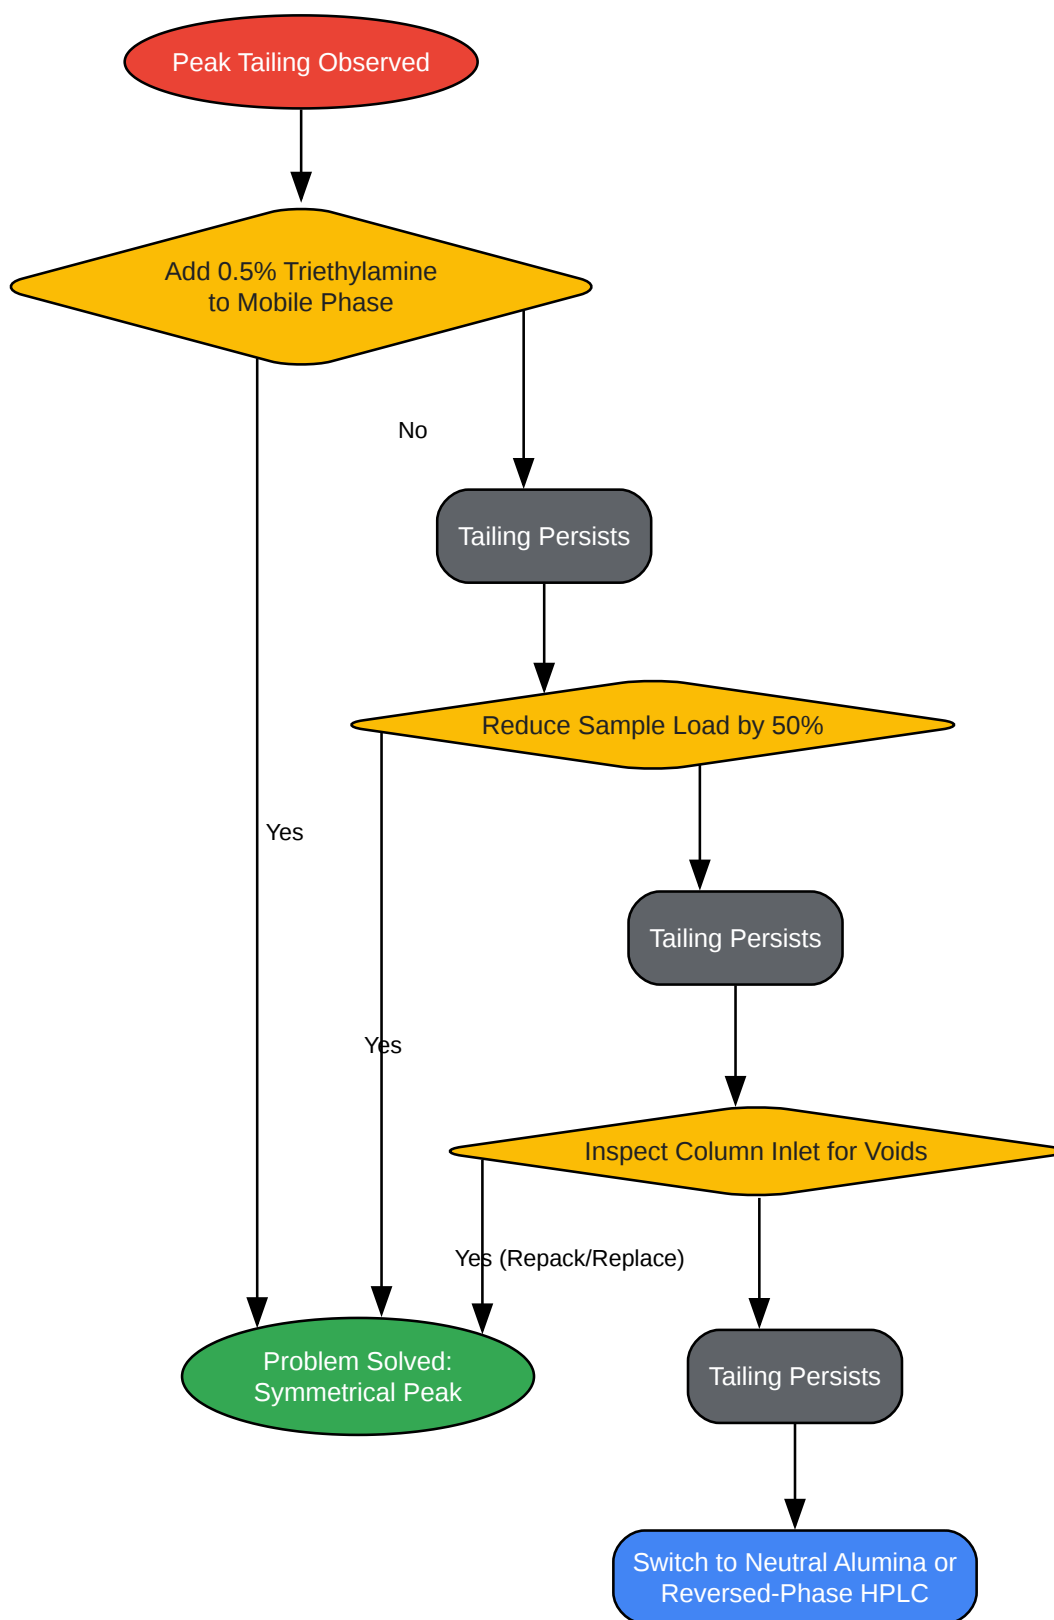 Peak Tailing Observed
Add 0.5% Triethylamine
to Mobile Phase
No
Tailing Persists
Reduce Sample Load by 50%
Yes
Tailing Persists
Yes
Inspect Column Inlet for Voids
Yes (Repack/Replace)
Problem Solved:
Symmetrical Peak
Tailing Persists
Switch to Neutral Alumina or
Reversed-Phase HPLC